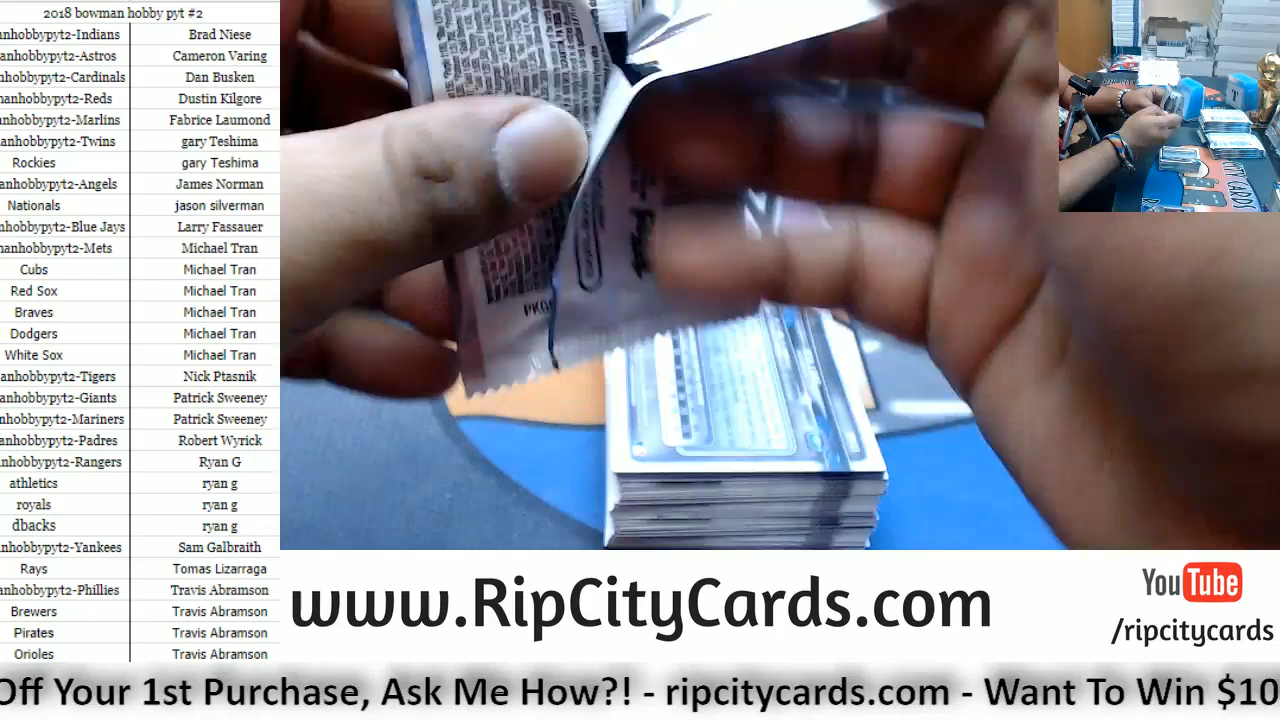 2018 bowman hobby pyt #2
nhobbypyt2-Indians Brad Niese
anhobbypyt2-Astros Cameron Varing
nhobbypyt2-Cardinals Dan Busken
manhobbypyt2-Reds Dustin Kilgore
anhobbypyt2-Marlins Fabrice Laumond
anhobbypyt2-Twins gary Teshima
Rockies gary Teshima
anhobbypyt2-Angels James Norman
Nationals jason silverman
anhobbypyt2-Blue Jays Larry Fassauer
nanhobbypyt2-Mets Michael Tran
Cubs Michael Tran
Red Sox Michael Tran
Braves Michael Tran
Dodgers Michael Tran
White Sox Michael Tran
anhobbypyt2-Tigers Nick Ptasnik
anhobbypyt2-Giants Patrick Sweeney
anhobbypyt2-Mariners Patrick Sweeney
anhobbypyt2-Padres Robert Wyrick
nhobbypyt2-Rangers Ryan G
athletics ryan g
royals ryan g
dbacks ryan g
nhobbypyt2-Yankees Sam Galbraith
Rays Tomas Lizarraga
anhobbypyt2-Phillies Travis Abramson
Brewers Travis Abramson
Pirates Travis Abramson
Orioles Travis Abramson
www.RipCityCards.com
YouTube
/ripcitycards
Off Your 1st Purchase, Ask Me How?! - ripcitycards.com - Want To Win $10